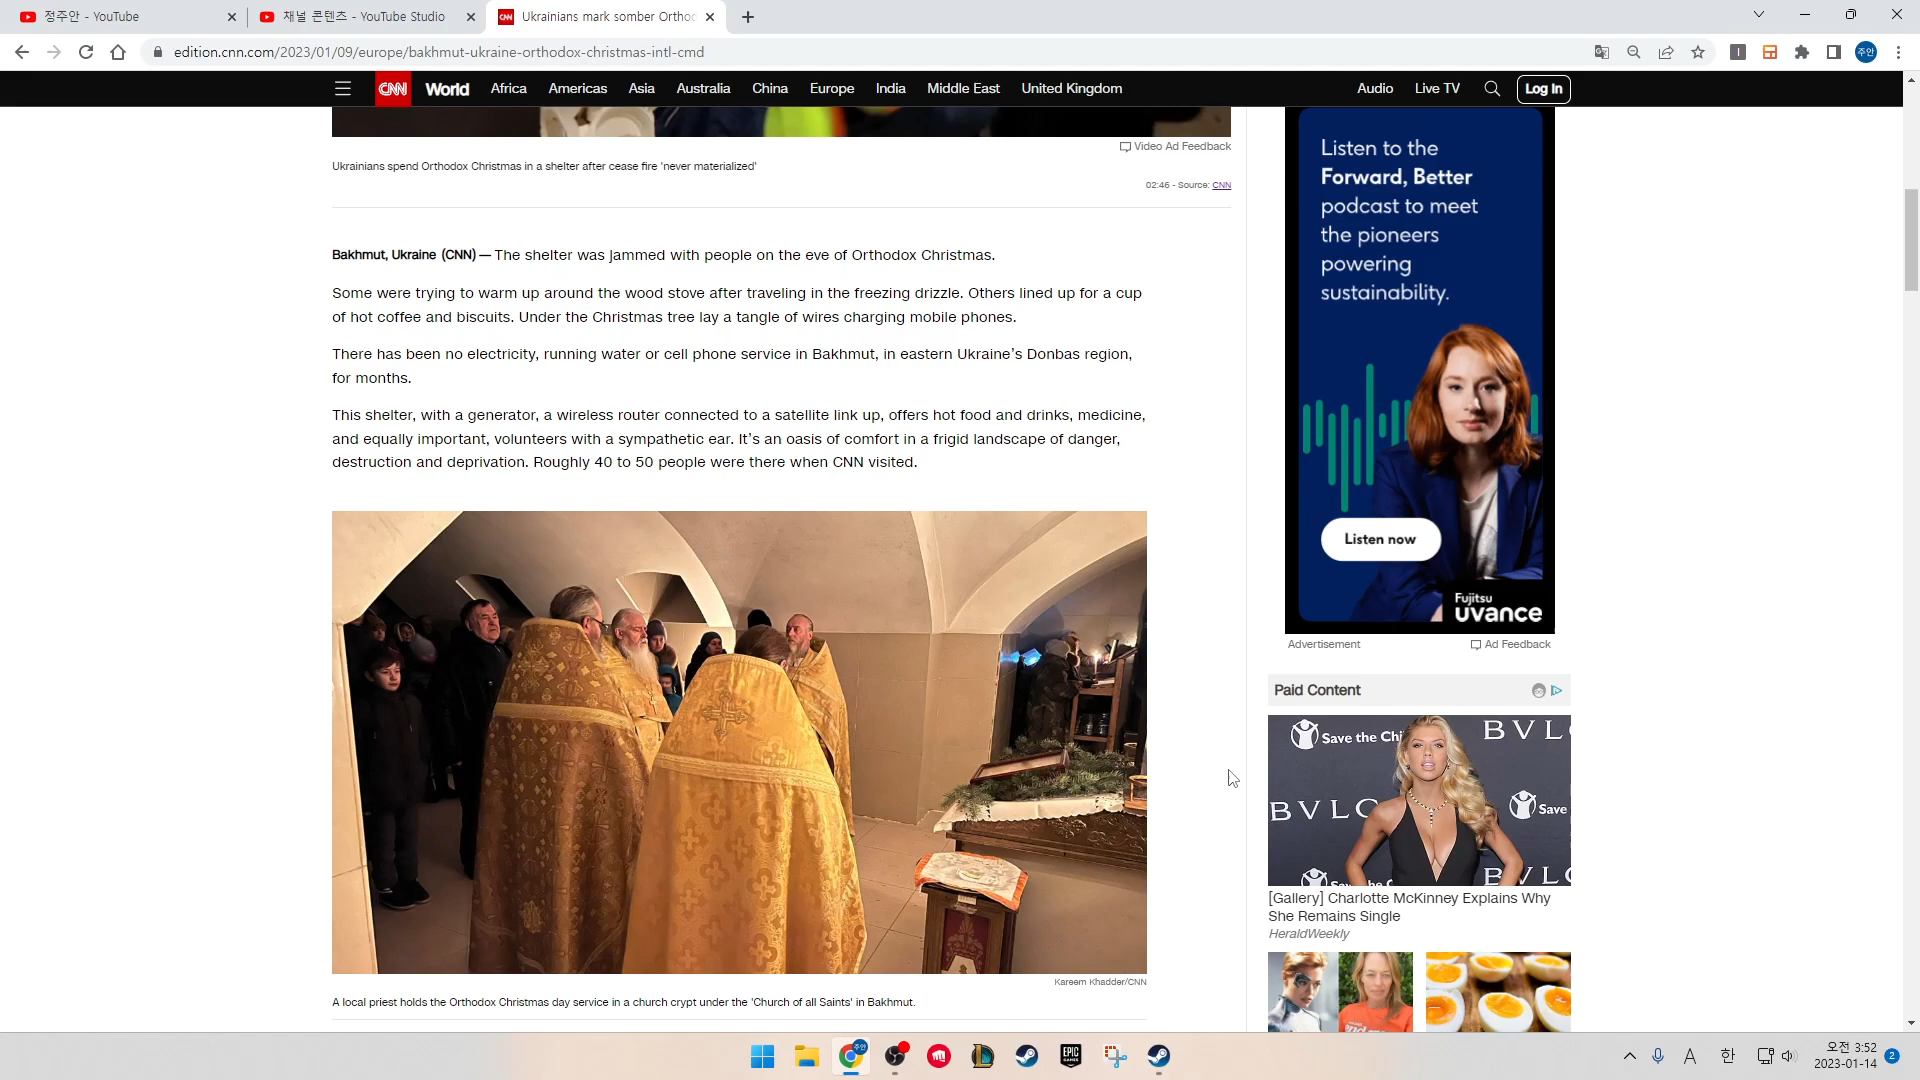 정주안 - YouTube
채널 콘텐츠 - YouTube Studio
CNN
Ukrainians mark somber Orthod
edition.cnn.com/2023/01/09/europe/bakhmut-ukraine-orthodox-christmas-intl-cmd
주안
CNN World Africa Americas Asia Australia China Europe India Middle East United Kingdom Audio Live TV Log In
Video Ad Feedback
Ukrainians spend Orthodox Christmas in a shelter after cease fire 'never materialized'
02:46 - Source: CNN
Bakhmut, Ukraine (CNN) — The shelter was jammed with people on the eve of Orthodox Christmas.
Some were trying to warm up around the wood stove after traveling in the freezing drizzle. Others lined up for a cup
of hot coffee and biscuits. Under the Christmas tree lay a tangle of wires charging mobile phones.
There has been no electricity, running water or cell phone service in Bakhmut, in eastern Ukraine's Donbas region,
for months.
This shelter, with a generator, a wireless router connected to a satellite link up, offers hot food and drinks, medicine,
and equally important, volunteers with a sympathetic ear. It's an oasis of comfort in a frigid landscape of danger,
destruction and deprivation. Roughly 40 to 50 people were there when CNN visited.
Kareem Khadder/CNN
A local priest holds the Orthodox Christmas day service in a church crypt under the 'Church of all Saints' in Bakhmut.
Listen to the
Forward, Better
podcast to meet
the pioneers
powering
sustainability.
Listen now
Fujitsu
uvance
Advertisement
Ad Feedback
Paid Content
Save the Chi
BVL
BVLG
Save
BVLG
[Gallery] Charlotte McKinney Explains Why
She Remains Single
HeraldWeekly
주안
EPIC
GAMES
A
한
오전 3:52
2023-01-14
2